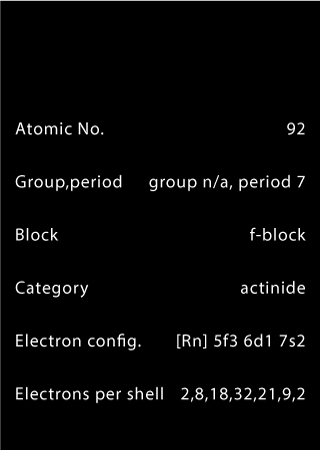 Atomic No. 92
Group,period group n/a, period 7
Block f-block
Category actinide
Electron config. [Rn] 5f3 6d1 7s2
Electrons per shell 2,8,18,32,21,9,2